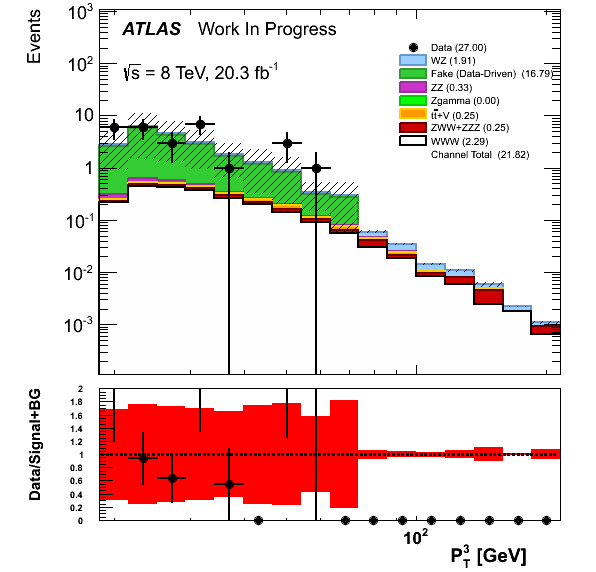 Events
ATLAS Work In Progress
√s = 8 TeV, 20.3 fb⁻¹
Data (27.00)
WZ (1.91)
Fake (Data-Driven) (16.79)
ZZ (0.33)
Zgamma (0.00)
tt̄+V (0.25)
ZWW+ZZZ (0.25)
WWW (2.29)
Channel Total (21.82)
10³
10²
10
1
10⁻¹
10⁻²
10⁻³
Data/Signal+BG
2
1.8
1.6
1.4
1.2
1
0.8
0.6
0.4
0.2
0
10²
P_T³ [GeV]